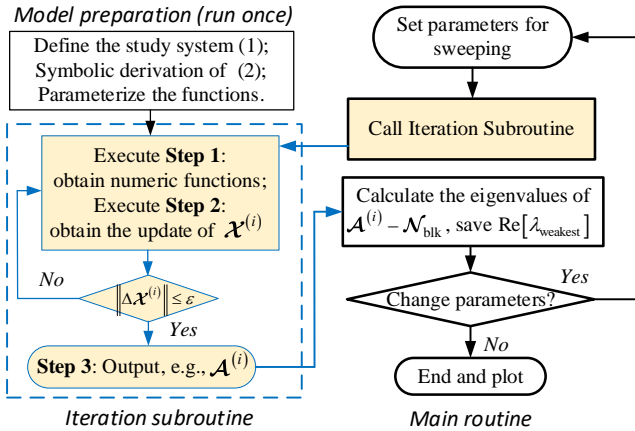 Model preparation (run once)
Define the study system (1);
Symbolic derivation of (2);
Parameterize the functions.
Execute Step 1:
obtain numeric functions;
Execute Step 2:
obtain the update of 𝓧^(i)
No
‖Δ𝓧^(i)‖ ≤ ε
Yes
Step 3: Output, e.g., 𝓐^(i)
Iteration subroutine
Set parameters for
sweeping
Call Iteration Subroutine
Calculate the eigenvalues of
𝓐^(i) − 𝓝_blk, save Re[λ_weakest]
Yes
Change parameters?
No
End and plot
Main routine